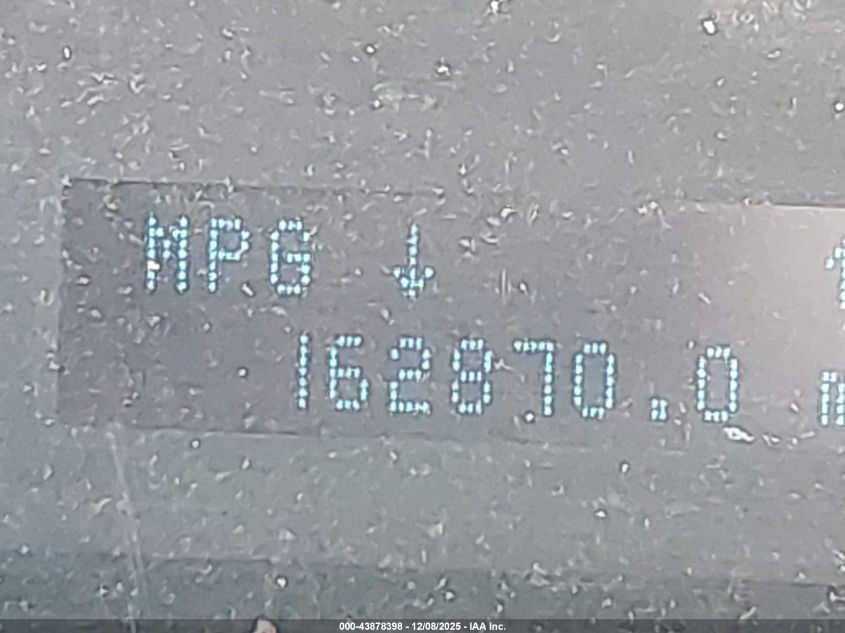 MPG ↓
162870.0 m
000-43878398 - 12/08/2025 - IAA Inc.